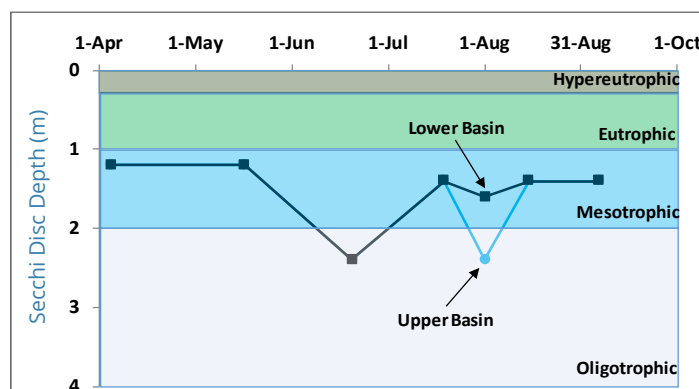 1-Apr 1-May 1-Jun 1-Jul 1-Aug 31-Aug 1-Oct
0
Hypereutrophic
Lower Basin
Eutrophic
1
Mesotrophic
2
Secchi Disc Depth (m)
3
Upper Basin
Oligotrophic
4